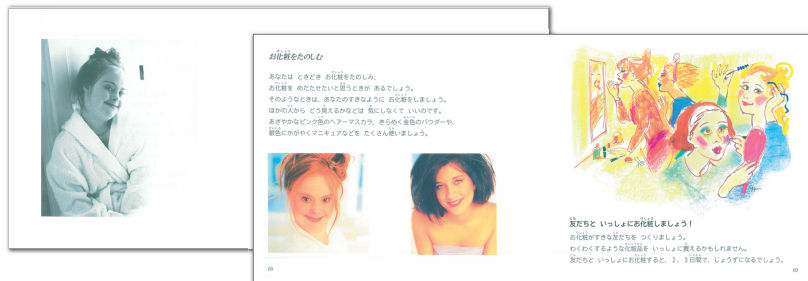 お化粧をたのしむ
あなたは ときどき お化粧をたのしみ、
お化粧を めだたせたいと思うときが あるでしょう。
そのようなときは、あなたのすきなように お化粧をしましょう。
ほかの人から どう見えるかなどは 気にしなくて いいのです。
あざやかなピンク色のヘアーマスカラ、きらめく金色のパウダーや、
銀色にかがやくマニキュアなどを たくさん使いましょう。
68
友だちと いっしょにお化粧しましょう！
お化粧がすきな友だちを つくりましょう。
わくわくするような化粧品を いっしょに買えるかもしれません。
友だちと いっしょにお化粧すると、2、3日間で、じょうずになるでしょう。
69